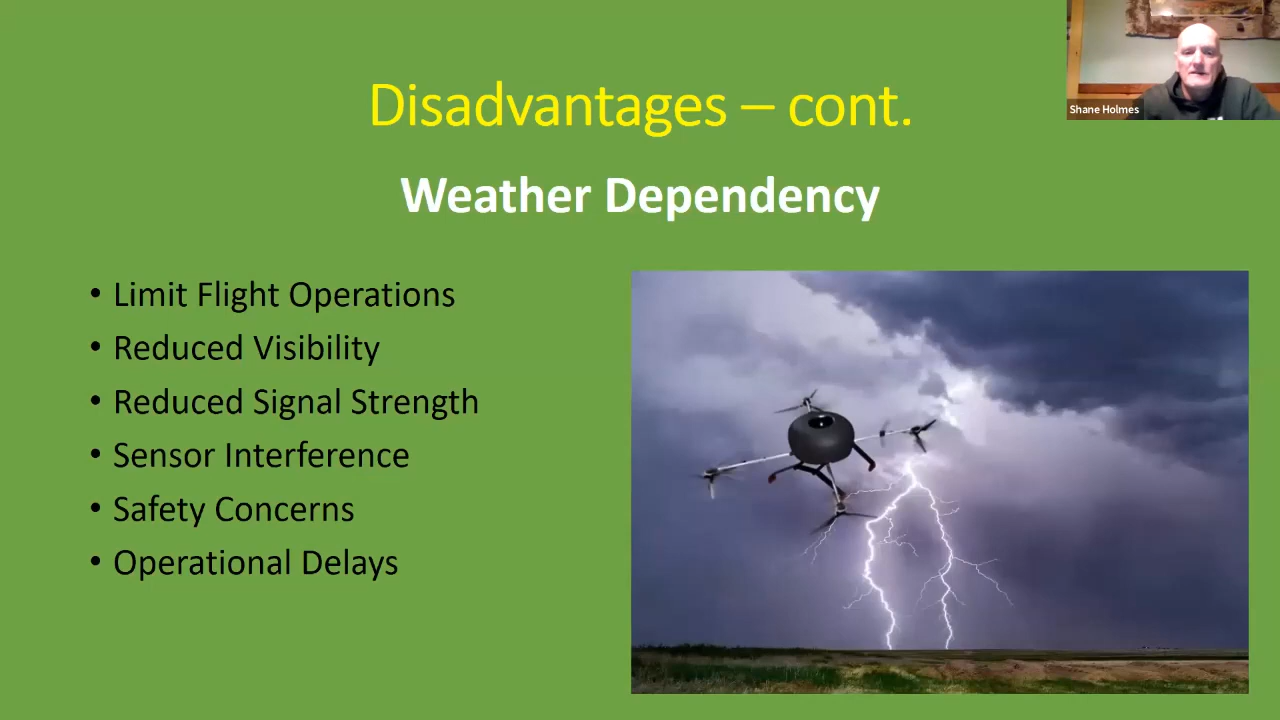 Disadvantages – cont.
Shane Holmes
Weather Dependency
• Limit Flight Operations
• Reduced Visibility
• Reduced Signal Strength
• Sensor Interference
• Safety Concerns
• Operational Delays